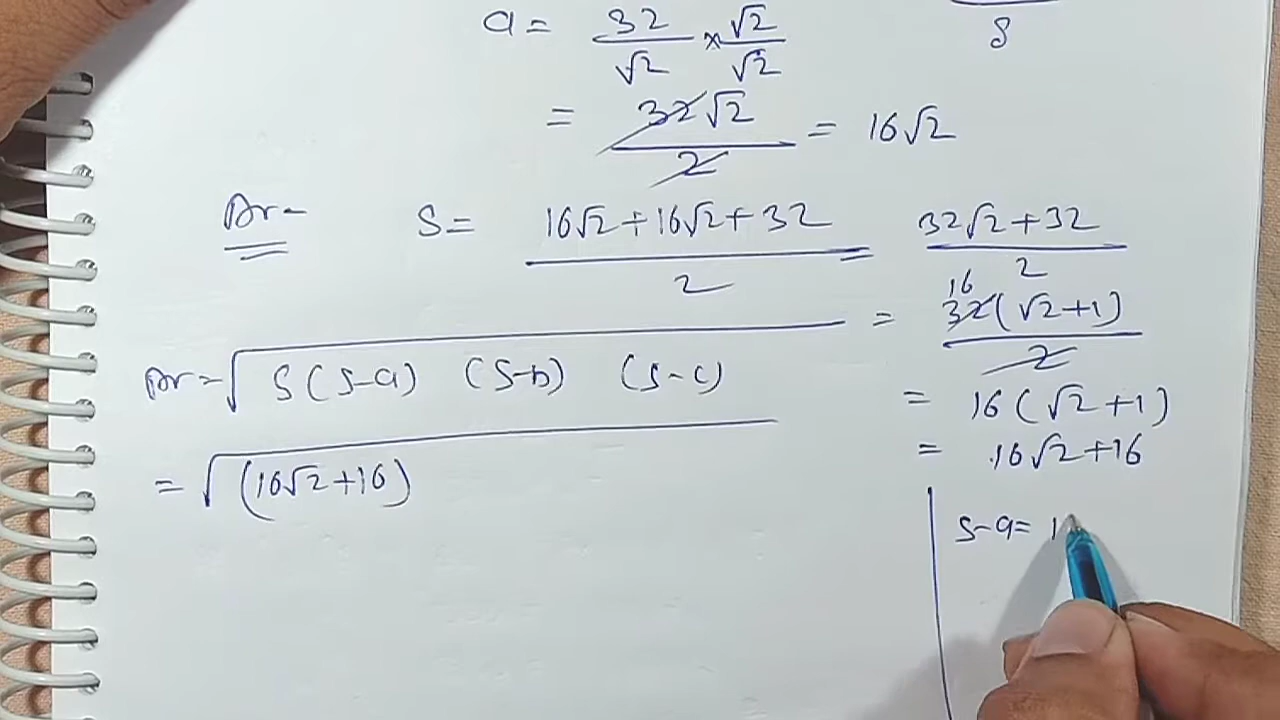 a = 32/√2 × √2/√2
8
= 32√2/2 = 16√2
Ar- S = 16√2+16√2+32/2 = 32√2+32/2
= 16 32(√2+1)/2
Ar = √S(S-a) (S-b) (S-c)
= 16(√2+1)
= 16√2+16
= √(16√2+16)
S-a= 1